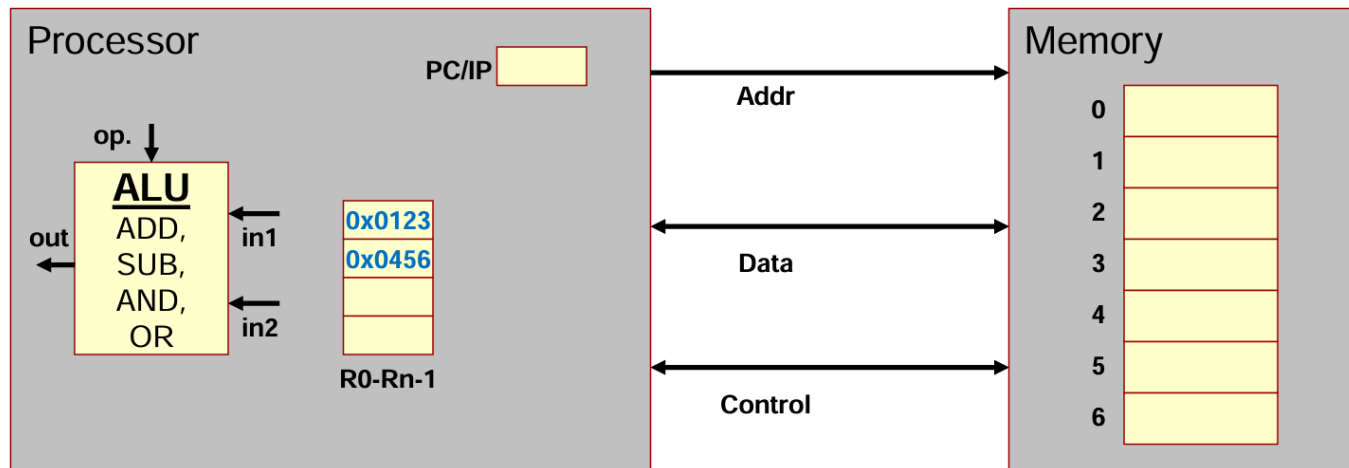 Processor
PC/IP
op.
ALU
ADD,
SUB,
AND,
OR
out
in1
in2
0x0123
0x0456
R0-Rn-1
Addr
Data
Control
Memory
0
1
2
3
4
5
6